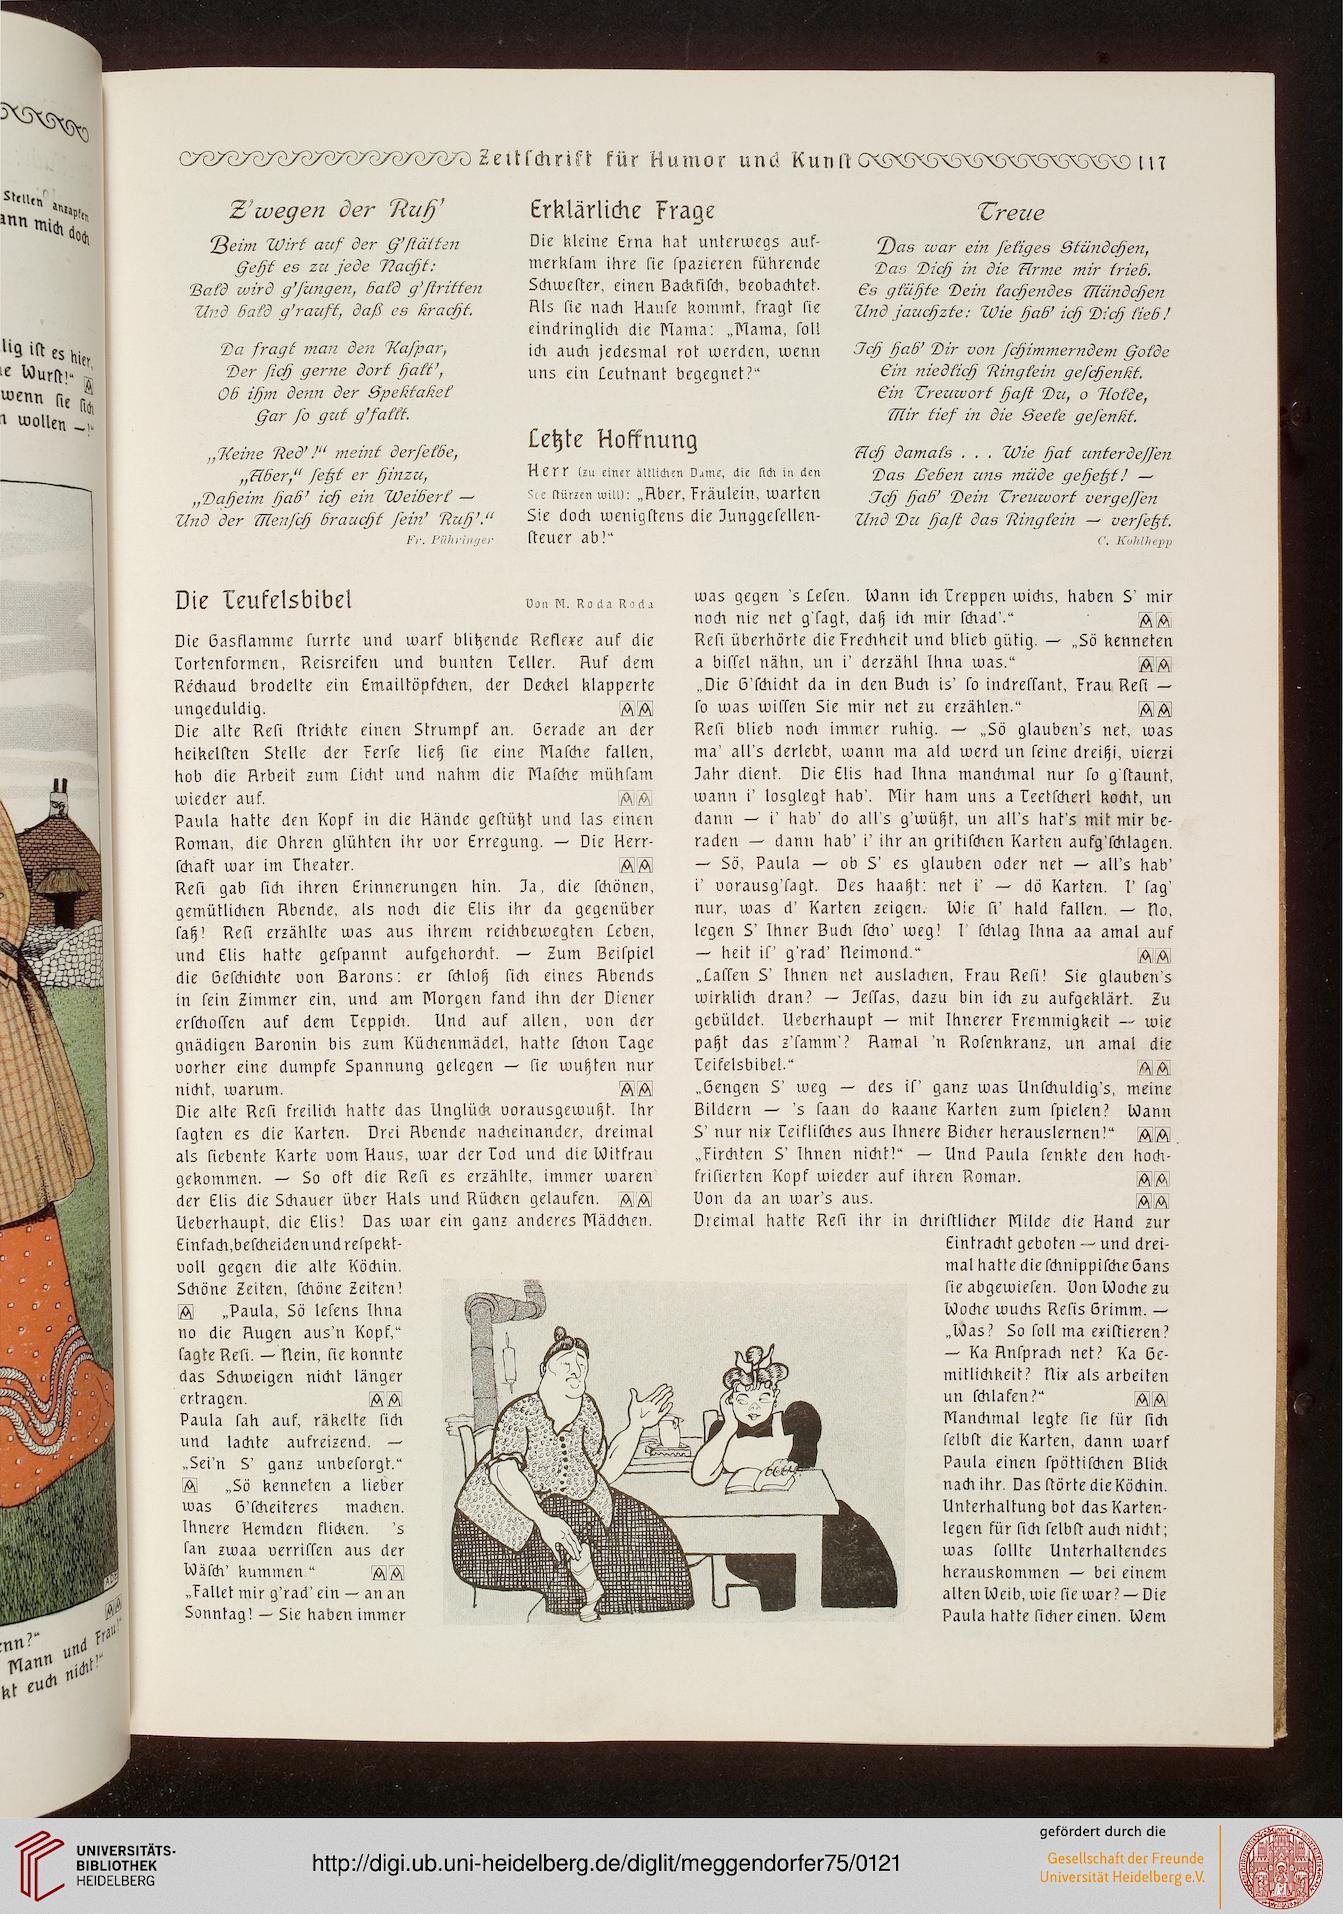 Zeitſchrift für Humor und Kunſt
117
Z'wegen der Ruh'
Beim Wirt auf der G'ſtätten
Geht es zu jede Nacht:
Bald wird g'ſungen, bald g'ſtritten
Und bald g'rauft, daß es kracht.
Da fragt man den Kaſpar,
Der ſich gerne dort halt',
Ob ihm denn der Spektakel
Gar ſo gut g'fallt.
„Keine Red'!“ meint derſelbe,
„Aber,“ ſetzt er hinzu,
„Daheim hab' ich ein Weiberl —
Und der Menſch braucht ſein' Ruh'.“
Fr. Pühringer
Erklärliche Frage
Die kleine Erna hat unterwegs auf-
merkſam ihre ſie ſpazieren führende
Schweſter, einen Backfiſch, beobachtet.
Als ſie nach Hauſe kommt, fragt ſie
eindringlich die Mama: „Mama, ſoll
ich auch jedesmal rot werden, wenn
uns ein Leutnant begegnet?“
Letzte Hoffnung
Herr (zu einer ältlichen Dame, die ſich in den
See ſtürzen will): „Aber, Fräulein, warten
Sie doch wenigſtens die Junggeſellen-
ſteuer ab!“
Treue
Das war ein ſeliges Stündchen,
Das Dich in die Arme mir trieb.
Es glühte Dein lachendes Mündchen
Und jauchzte: Wie hab' ich Dich lieb!
Ich hab' Dir von ſchimmerndem Golde
Ein niedlich Ringlein geſchenkt.
Ein Treuwort haſt Du, o Holde,
Mir tief in die Seele geſenkt.
Ach damals . . . Wie hat unterdeſſen
Das Leben uns müde gehetzt! —
Ich hab' Dein Treuwort vergeſſen
Und Du haſt das Ringlein — verſetzt.
C. Kohlhepp
Die Teufelsbibel
Von M. Roda Roda
Die Gasflamme ſurrte und warf blitzende Reflexe auf die
Tortenformen, Reisreifen und bunten Teller. Auf dem
Réchaud brodelte ein Emailtöpfchen, der Deckel klapperte
ungeduldig.
Die alte Reſi ſtrickte einen Strumpf an. Gerade an der
heikelſten Stelle der Ferſe ließ ſie eine Maſche fallen,
hob die Arbeit zum Licht und nahm die Maſche mühſam
wieder auf.
Paula hatte den Kopf in die Hände geſtützt und las einen
Roman, die Ohren glühten ihr vor Erregung. — Die Herr-
ſchaft war im Theater.
Reſi gab ſich ihren Erinnerungen hin. Ja, die ſchönen,
gemütlichen Abende, als noch die Elis ihr da gegenüber
ſaß! Reſi erzählte was aus ihrem reichbewegten Leben,
und Elis hatte geſpannt aufgehorcht. — Zum Beiſpiel
die Geſchichte von Barons: er ſchloß ſich eines Abends
in ſein Zimmer ein, und am Morgen fand ihn der Diener
erſchoſſen auf dem Teppich. Und auf allen, von der
gnädigen Baronin bis zum Küchenmädel, hatte ſchon Tage
vorher eine dumpfe Spannung gelegen — ſie wußten nur
nicht, warum.
Die alte Reſi freilich hatte das Unglück vorausgewußt. Ihr
ſagten es die Karten. Drei Abende nacheinander, dreimal
als ſiebente Karte vom Haus, war der Tod und die Witfrau
gekommen. — So oft die Reſi es erzählte, immer waren
der Elis die Schauer über Hals und Rücken gelaufen.
Ueberhaupt, die Elis! Das war ein ganz anderes Mädchen.
Einfach, beſcheiden und reſpekt-
voll gegen die alte Köchin.
Schöne Zeiten, ſchöne Zeiten!
„Paula, Sö leſens Ihna
no die Augen aus'n Kopf,“
ſagte Reſi. — Nein, ſie konnte
das Schweigen nicht länger
ertragen.
Paula ſah auf, räkelte ſich
und lachte aufreizend. —
„Sei'n S' ganz unbeſorgt.“
„Sö kenneten a lieber
was G'ſcheiteres machen.
Ihnere Hemden flicken. 's
ſan zwaa verriſſen aus der
Wäſch' kummen.“
„Fallet mir g'rad' ein — an an
Sonntag! — Sie haben immer
was gegen 's Leſen. Wann ich Treppen wichs, haben S' mir
noch nie net g'ſagt, daß ich mir ſchad'.“
Reſi überhörte die Frechheit und blieb gütig. — „Sö kenneten
a biſſel nähn, un i' derzähl Ihna was.“
„Die G'ſchicht da in den Buch is' ſo indreſſant, Frau Reſi —
ſo was wiſſen Sie mir net zu erzählen.“
Reſi blieb noch immer ruhig. — „Sö glauben's net, was
ma' all's derlebt, wann ma ald werd un ſeine dreißi, vierzi
Jahr dient. Die Elis had Ihna manchmal nur ſo g'ſtaunt,
wann i' losglegt hab'. Mir ham uns a Teetſcherl kocht, un
dann — i' hab' do all's g'wüßt, un all's hat's mit mir be-
raden — dann hab' i' ihr an gritiſchen Karten aufg'ſchlagen.
— Sö, Paula — ob S' es glauben oder net — all's hab'
i' vorausg'ſagt. Des haaßt: net i' — dö Karten. I' ſag'
nur, was d' Karten zeigen. Wie ſi' hald fallen. — No,
legen S' Ihner Buch ſcho' weg! I' ſchlag Ihna aa amal auf
— heit iſ' g'rad' Neimond.“
„Laſſen S' Ihnen net auslachen, Frau Reſi! Sie glauben's
wirklich dran? — Jeſſas, dazu bin ich zu aufgeklärt. Zu
gebüldet. Ueberhaupt — mit Ihnerer Fremmigkeit — wie
paßt das z'ſamm'? Aamal 'n Roſenkranz, un amal die
Teifelsbibel.“
„Gengen S' weg — des iſ' ganz was Unſchuldig's, meine
Bildern — 's ſaan do kaane Karten zum ſpielen? Wann
S' nur nix Teifliſches aus Ihnere Bicher herauslernen!“
„Firchten S' Ihnen nicht!“ — Und Paula ſenkte den hoch-
friſierten Kopf wieder auf ihren Roman.
Von da an war's aus.
Dreimal hatte Reſi ihr in chriſtlicher Milde die Hand zur
Eintracht geboten — und drei-
mal hatte die ſchnippiſche Gans
ſie abgewieſen. Von Woche zu
Woche wuchs Reſis Grimm. —
„Was? So ſoll ma exiſtieren?
— Ka Anſprach net? Ka Ge-
mitlichkeit? Nix als arbeiten
un ſchlafen?“
Manchmal legte ſie für ſich
ſelbſt die Karten, dann warf
Paula einen ſpöttiſchen Blick
nach ihr. Das ſtörte die Köchin.
Unterhaltung bot das Karten-
legen für ſich ſelbſt auch nicht;
was ſollte Unterhaltendes
herauskommen — bei einem
alten Weib, wie ſie war? — Die
Paula hatte ſicher einen. Wem
Stellen anzapfen
ann mich doch
lig iſt es hier,
e Wurſt!“
wenn ſie ſich
n wollen —!“
enn?“
Mann und Frau!“
kt euch nicht!“
UNIVERSITÄTS-
BIBLIOTHEK
HEIDELBERG
http://digi.ub.uni-heidelberg.de/diglit/meggendorfer75/0121
gefördert durch die
Gesellschaft der Freunde
Universität Heidelberg e.V.